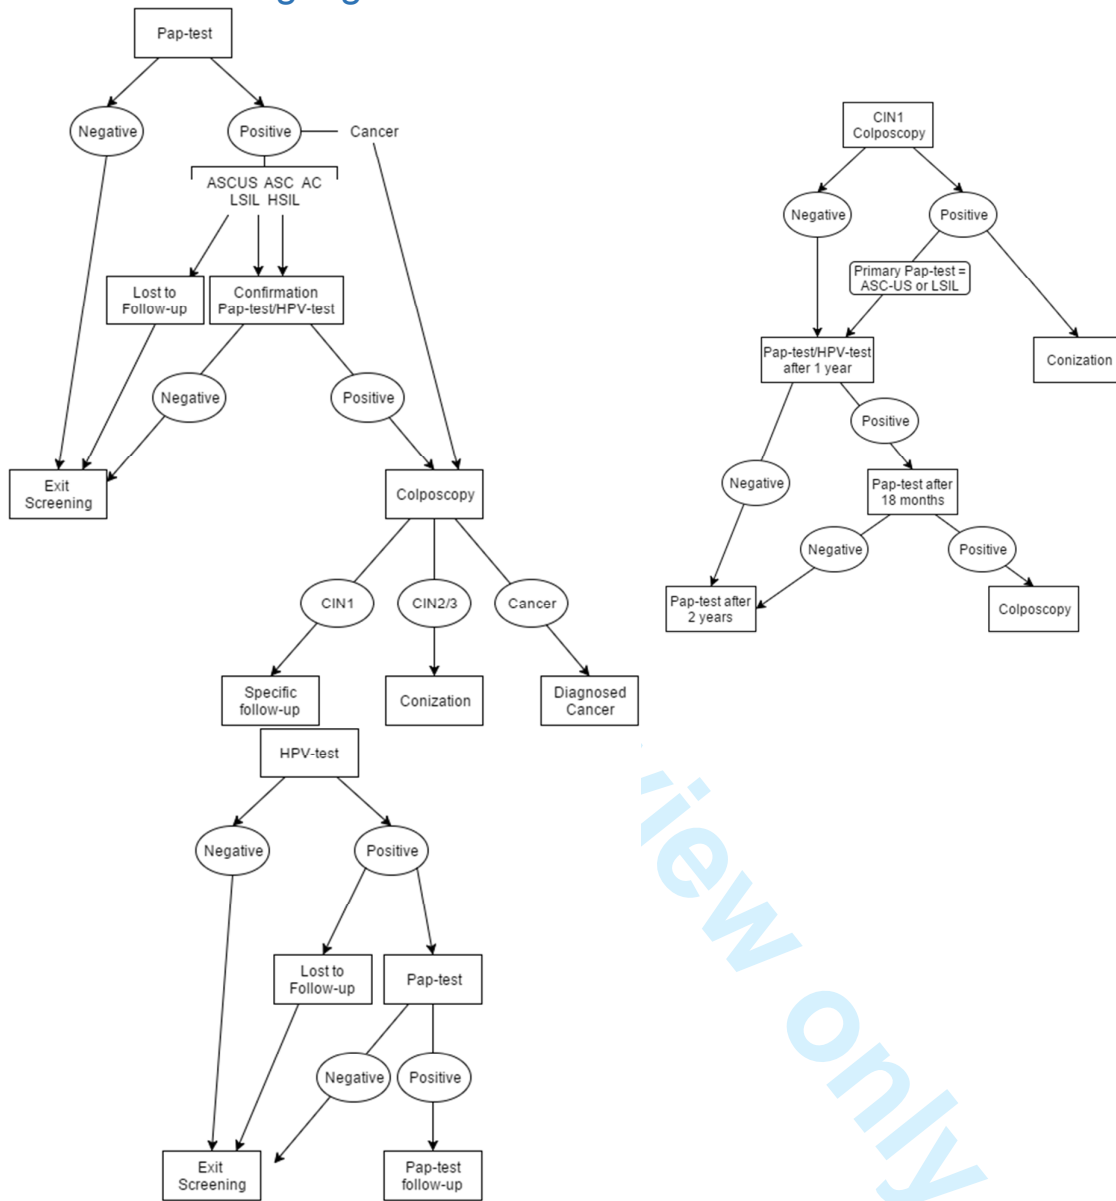 Pap-test
Negative
Positive
Cancer
ASCUS ASC AC
LSIL HSIL
Lost to
Follow-up
Confirmation
Pap-test/HPV-test
Negative
Positive
Exit
Screening
Colposcopy
CIN1
CIN2/3
Cancer
Specific
follow-up
Conization
Diagnosed
Cancer
HPV-test
Negative
Positive
Lost to
Follow-up
Pap-test
Negative
Positive
Exit
Screening
Pap-test
follow-up
CIN1
Colposcopy
Negative
Positive
Primary Pap-test =
ASC-US or LSIL
Pap-test/HPV-test
after 1 year
Conization
Positive
Negative
Pap-test after
18 months
Negative
Positive
Pap-test after
2 years
Colposcopy
view only